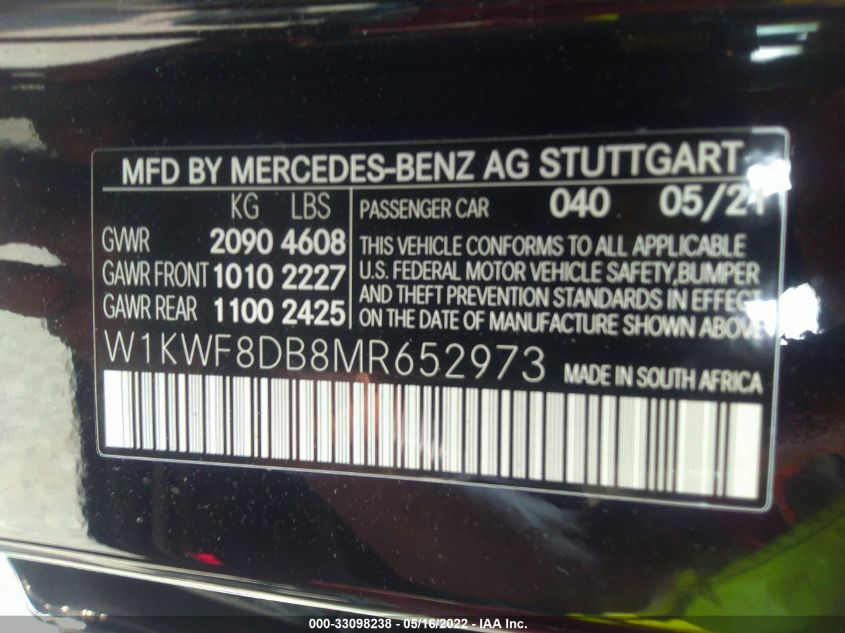 MFD BY MERCEDES-BENZ AG STUTTGART
KG LBS
GVWR 2090 4608
GAWR FRONT 1010 2227
GAWR REAR 1100 2425
PASSENGER CAR 040 05/21
THIS VEHICLE CONFORMS TO ALL APPLICABLE
U.S. FEDERAL MOTOR VEHICLE SAFETY,BUMPER
AND THEFT PREVENTION STANDARDS IN EFFECT
ON THE DATE OF MANUFACTURE SHOWN ABOVE
W1KWF8DB8MR652973 MADE IN SOUTH AFRICA
000-33098238 - 05/16/2022 - IAA Inc.